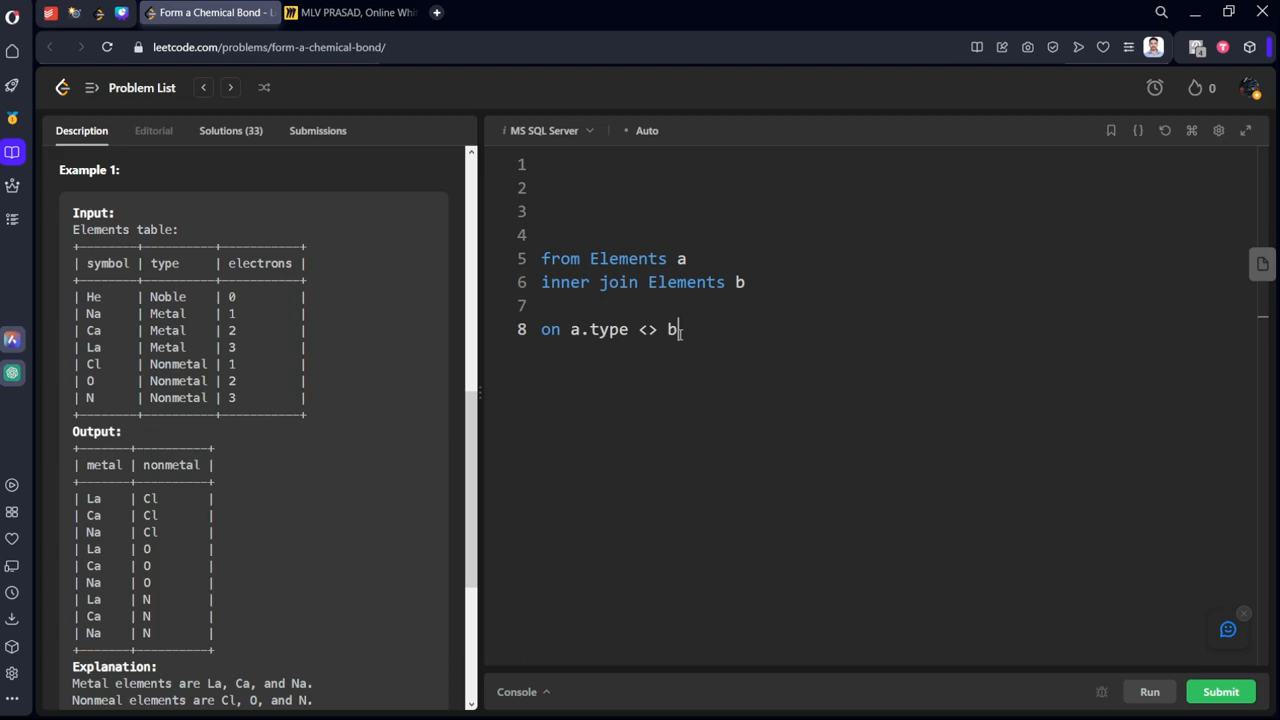 Form a Chemical Bond - L
MLV PRASAD, Online Whi
leetcode.com/problems/form-a-chemical-bond/
4
Problem List
0
Description
Editorial
Solutions (33)
Submissions
MS SQL Server
• Auto
Example 1:
Input:
Elements table:
| symbol | type | electrons |
| He | Noble | 0 |
| Na | Metal | 1 |
| Ca | Metal | 2 |
| La | Metal | 3 |
| Cl | Nonmetal | 1 |
| O | Nonmetal | 2 |
| N | Nonmetal | 3 |
Output:
| metal | nonmetal |
| La | Cl |
| Ca | Cl |
| Na | Cl |
| La | O |
| Ca | O |
| Na | O |
| La | N |
| Ca | N |
| Na | N |
Explanation:
Metal elements are La, Ca, and Na.
Nonmeal elements are Cl, O, and N.
1
2
3
4
5 from Elements a
6 inner join Elements b
7
8 on a.type <> b
Console
Run
Submit